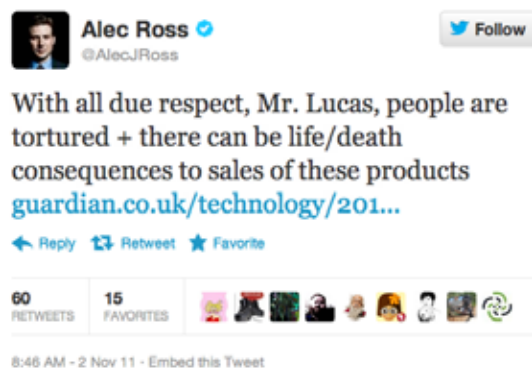 Alec Ross
Follow
@AlecJRoss
With all due respect, Mr. Lucas, people are
tortured + there can be life/death
consequences to sales of these products
guardian.co.uk/technology/201...
Reply Retweet Favorite
60 15
RETWEETS FAVORITES
8:46 AM - 2 Nov 11 · Embed this Tweet